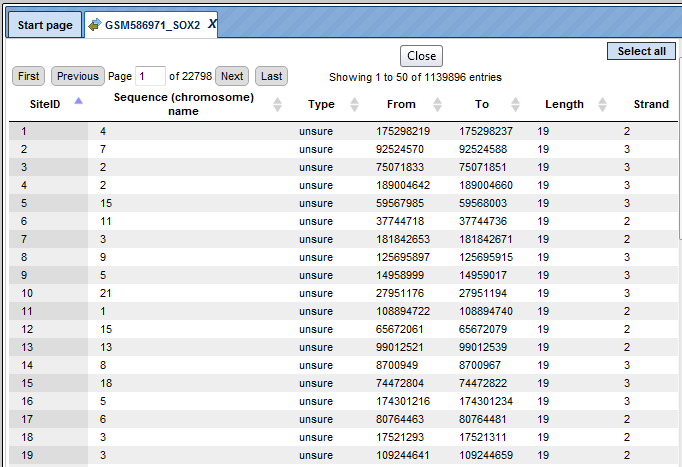 Start page GSM586971_SOX2 X
Close Select all
First Previous Page 1 of 22798 Next Last Showing 1 to 50 of 1139896 entries
SiteID Sequence (chromosome) name Type From To Length Strand
1 4 unsure 175298219 175298237 19 2
2 7 unsure 92524570 92524588 19 3
3 2 unsure 75071833 75071851 19 3
4 2 unsure 189004642 189004660 19 3
5 15 unsure 59567985 59568003 19 3
6 11 unsure 37744718 37744736 19 2
7 3 unsure 181842653 181842671 19 2
8 9 unsure 125695897 125695915 19 3
9 5 unsure 14958999 14959017 19 3
10 21 unsure 27951176 27951194 19 3
11 1 unsure 108894722 108894740 19 2
12 15 unsure 65672061 65672079 19 2
13 13 unsure 99012521 99012539 19 2
14 8 unsure 8700949 8700967 19 3
15 18 unsure 74472804 74472822 19 3
16 5 unsure 174301216 174301234 19 3
17 6 unsure 80764463 80764481 19 2
18 3 unsure 17521293 17521311 19 2
19 3 unsure 109244641 109244659 19 2